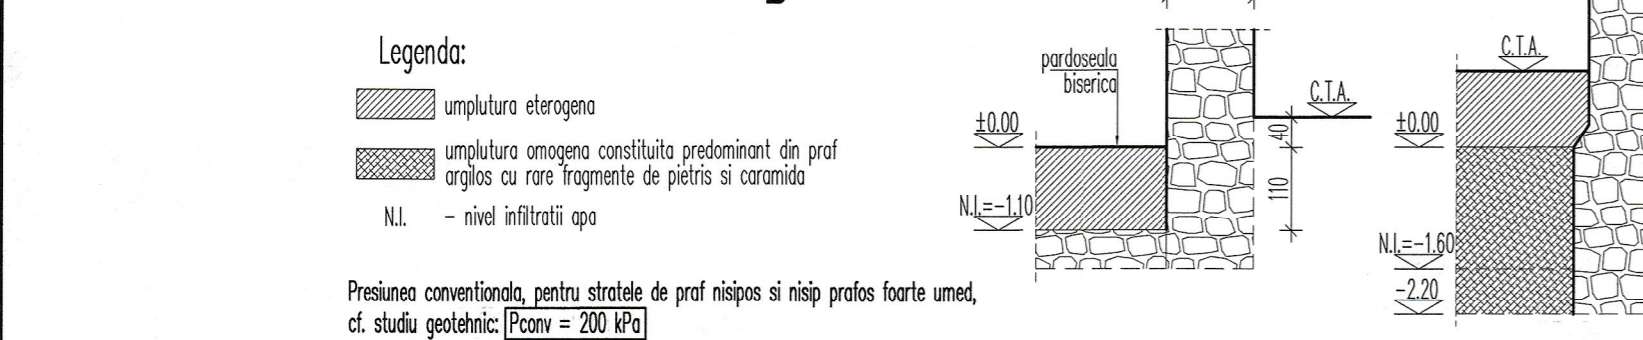 Legenda:
umplutura eterogena
umplutura omogena constituita predominant din praf
argilos cu rare fragmente de pietris si caramida
N.I. - nivel infiltratii apa
Presiunea conventionala, pentru stratele de praf nisipos si nisip prafos foarte umed,
cf. studiu geotehnic: Pconv = 200 kPa
pardoseala
biserica
±0.00
N.I.=-1.10
C.T.A.
40
110
C.T.A.
±0.00
N.I.=-1.60
-2.20